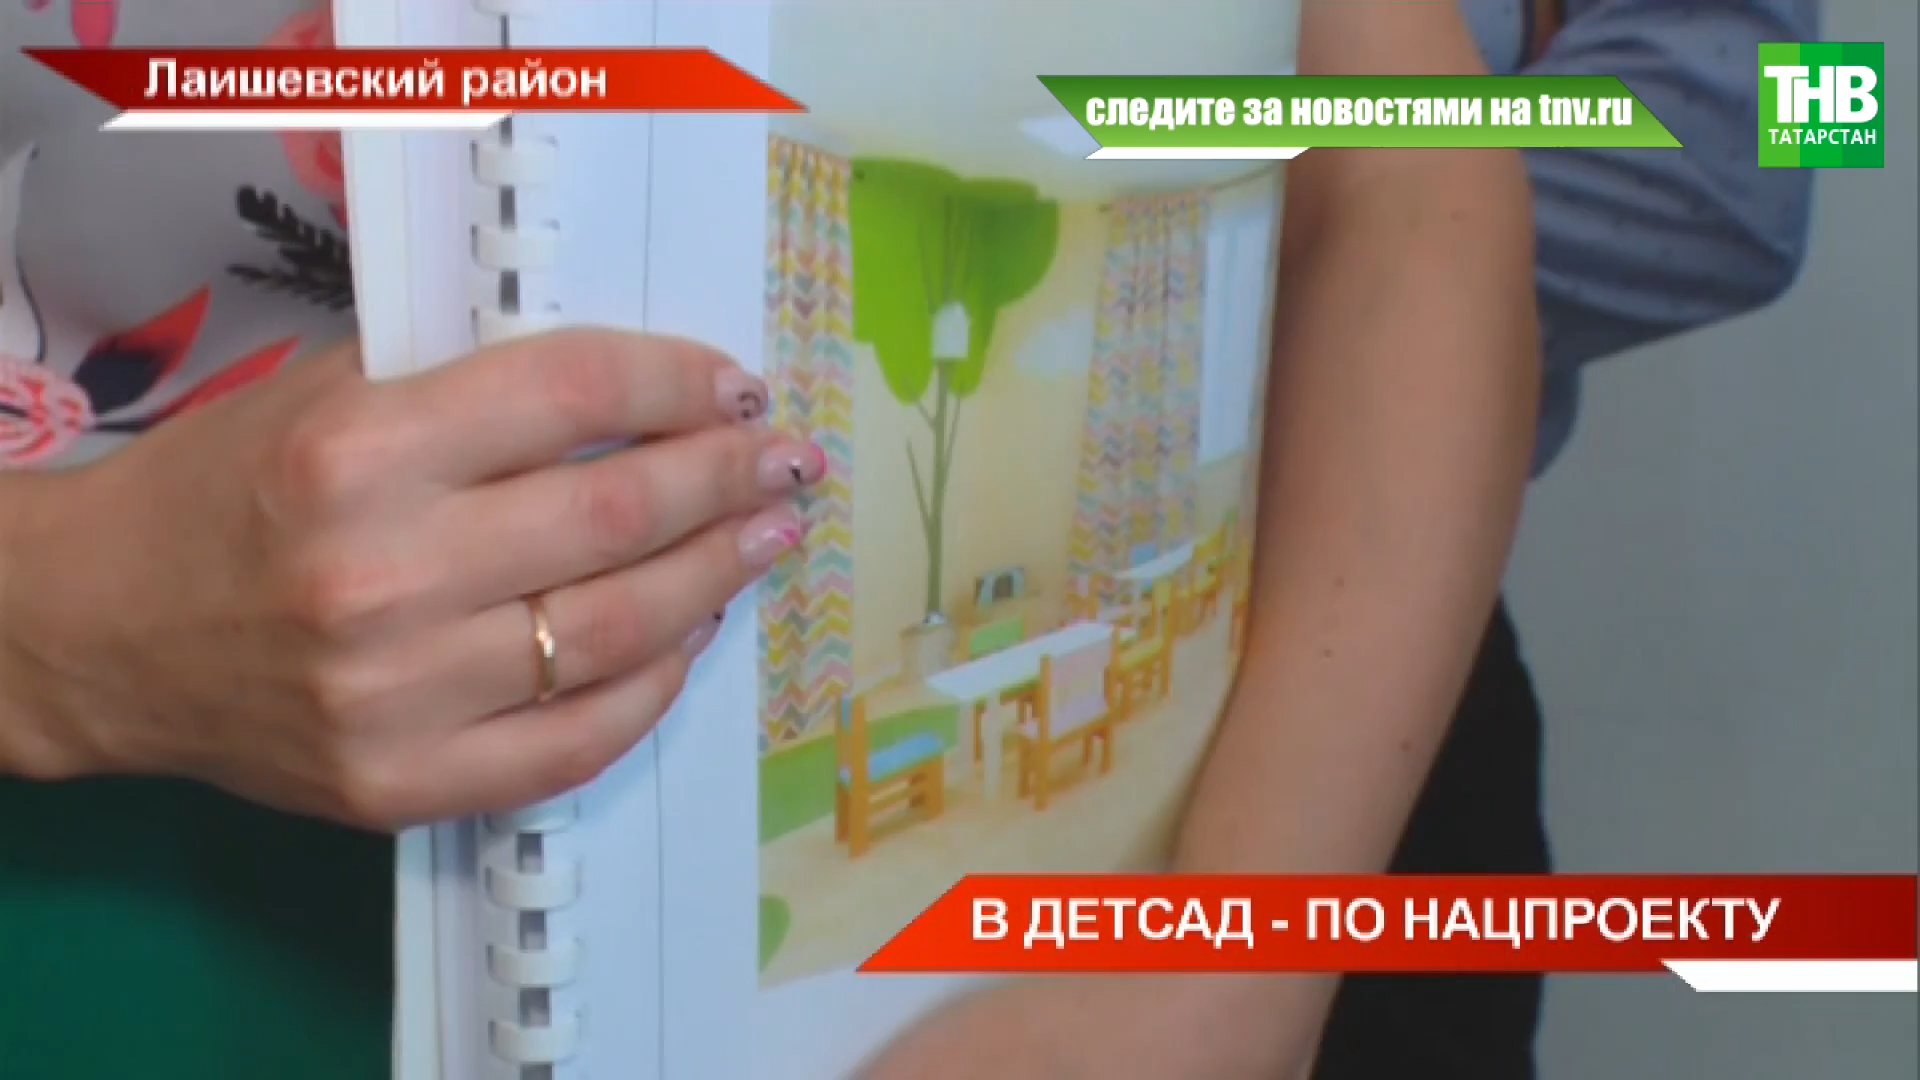 Лаишевский район
следите за новостями на tnv.ru
ТНВ
ТАТАРСТАН
В ДЕТСАД - ПО НАЦПРОЕКТУ